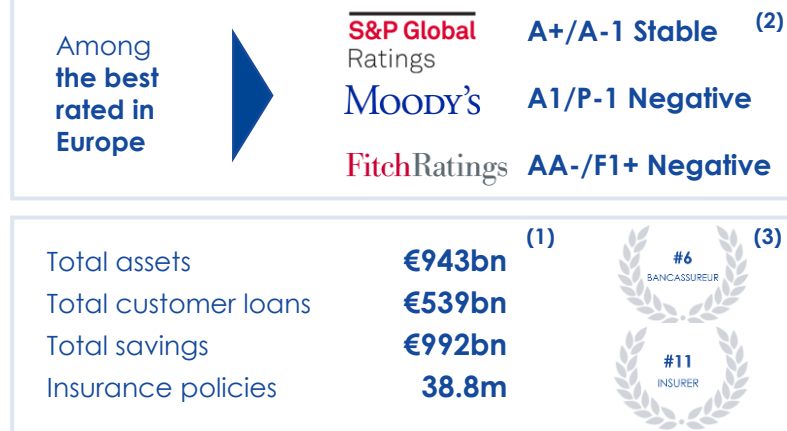 Among
the best
rated in
Europe
S&P Global
Ratings
A+/A-1 Stable (2)
MOODY'S A1/P-1 Negative
FitchRatings AA-/F1+ Negative
(1)
Total assets €943bn
Total customer loans €539bn
Total savings €992bn
Insurance policies 38.8m
(3)
#6
BANCASSUREUR
#11
INSURER